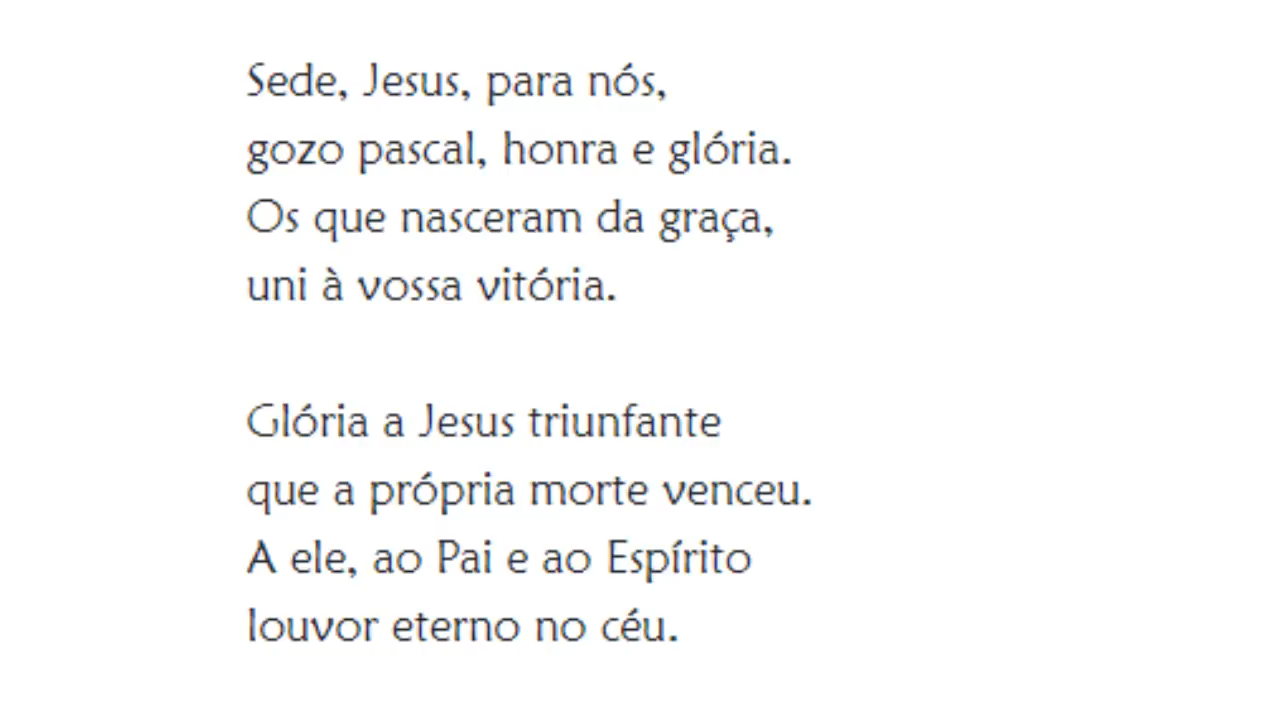 Sede, Jesus, para nós,
gozo pascal, honra e glória.
Os que nasceram da graça,
uni à vossa vitória.

Glória a Jesus triunfante
que a própria morte venceu.
A ele, ao Pai e ao Espírito
louvor eterno no céu.